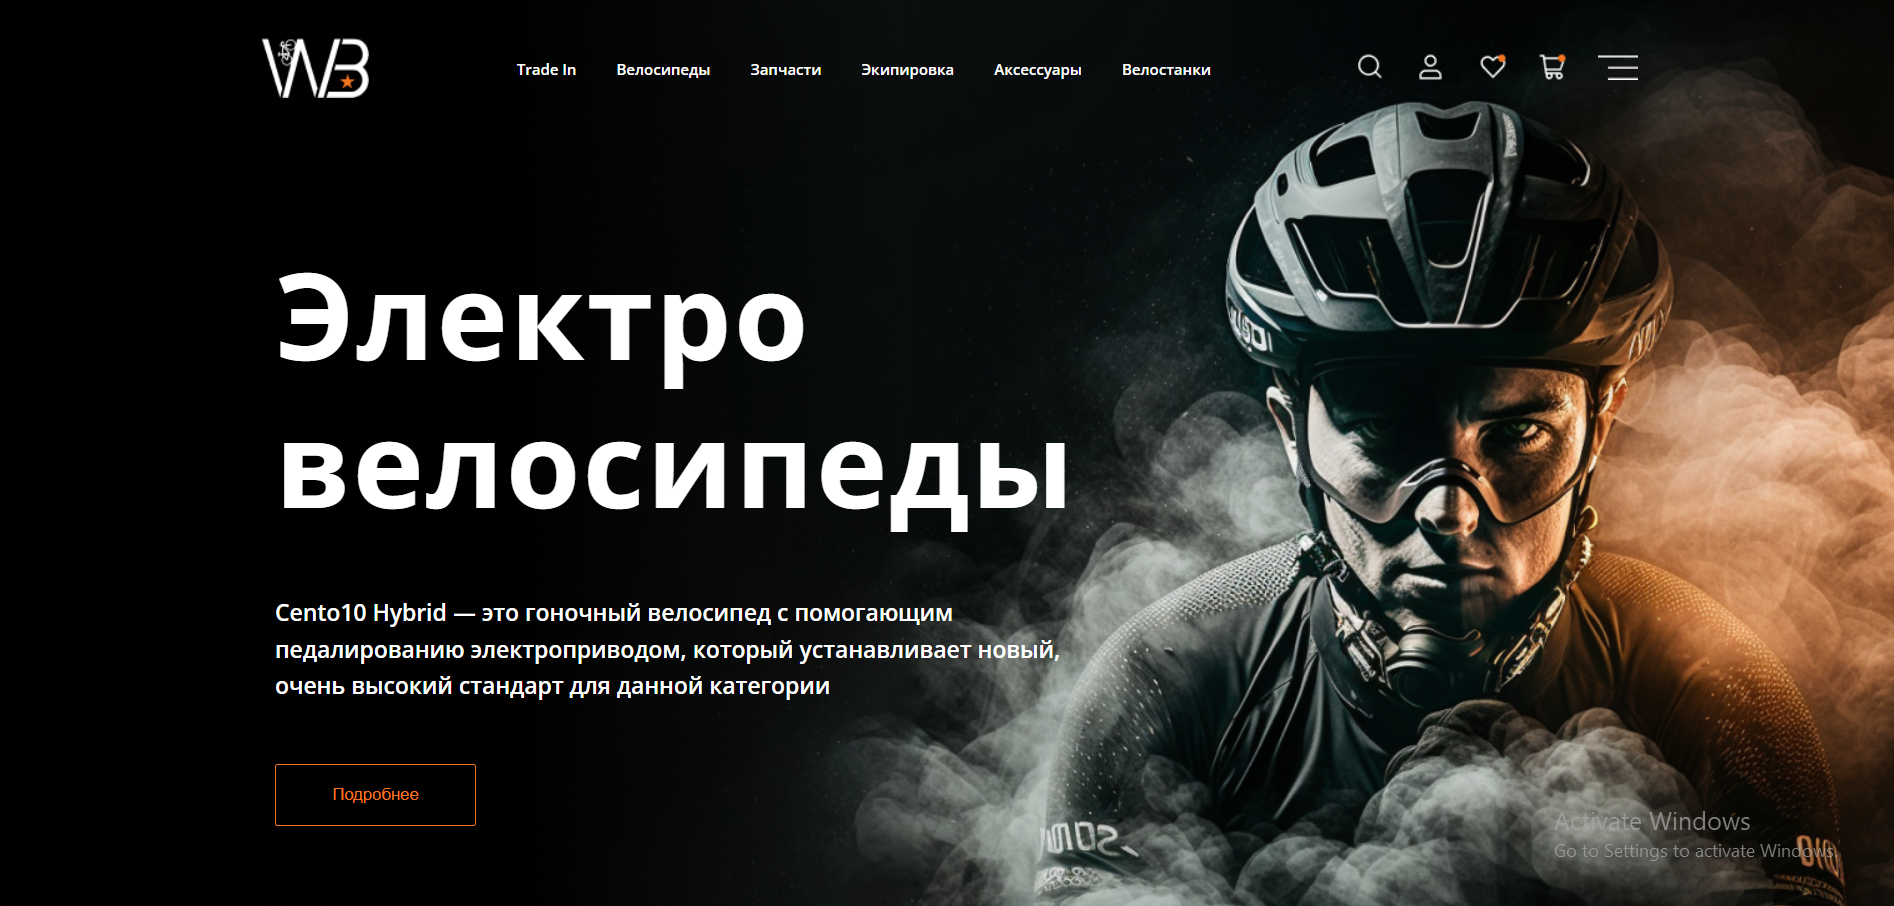 WB
Trade In Велосипеды Запчасти Экипировка Аксессуары Велостанки
Электро
велосипеды
Cento10 Hybrid — это гоночный велосипед с помогающим
педалированию электроприводом, который устанавливает новый,
очень высокий стандарт для данной категории
Подробнее
Activate Windows
Go to Settings to activate Windows.